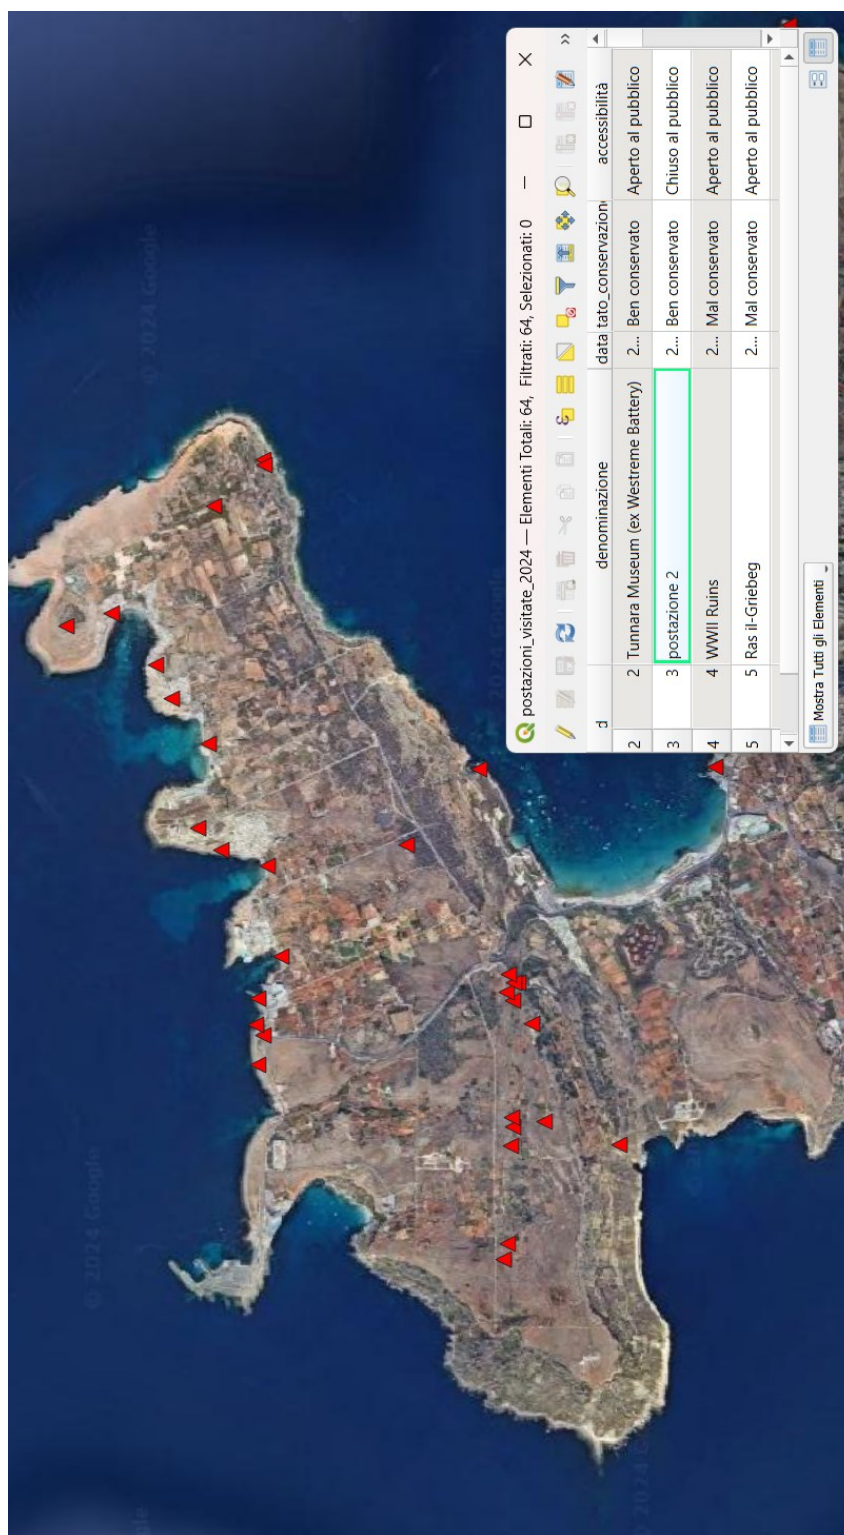 postazioni_visitate_2024 — Elementi Totali: 64, Filtrati: 64, Selezionati: 0
d denominazione data tato_conservazion accessibilità
2 2 Tunnara Museum (ex Westreme Battery) 2... Ben conservato Aperto al pubblico
3 3 postazione 2 2... Ben conservato Chiuso al pubblico
4 4 WWII Ruins 2... Mal conservato Aperto al pubblico
5 5 Ras il-Griebeg 2... Mal conservato Aperto al pubblico
Mostra Tutti gli Elementi
© 2024 Google
© 2024 Google
2024 Google